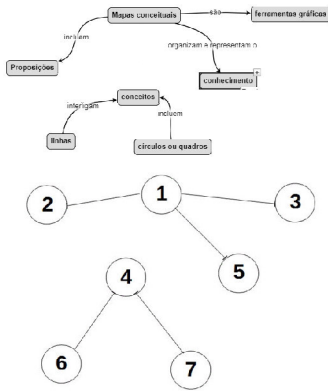 Mapas conceituais
são
ferramentas gráficas
incluem
organizam e representam o
Proposições
conhecimento
conceitos
interligam
incluem
linhas
círculos ou quadros
1
2
3
4
5
6
7